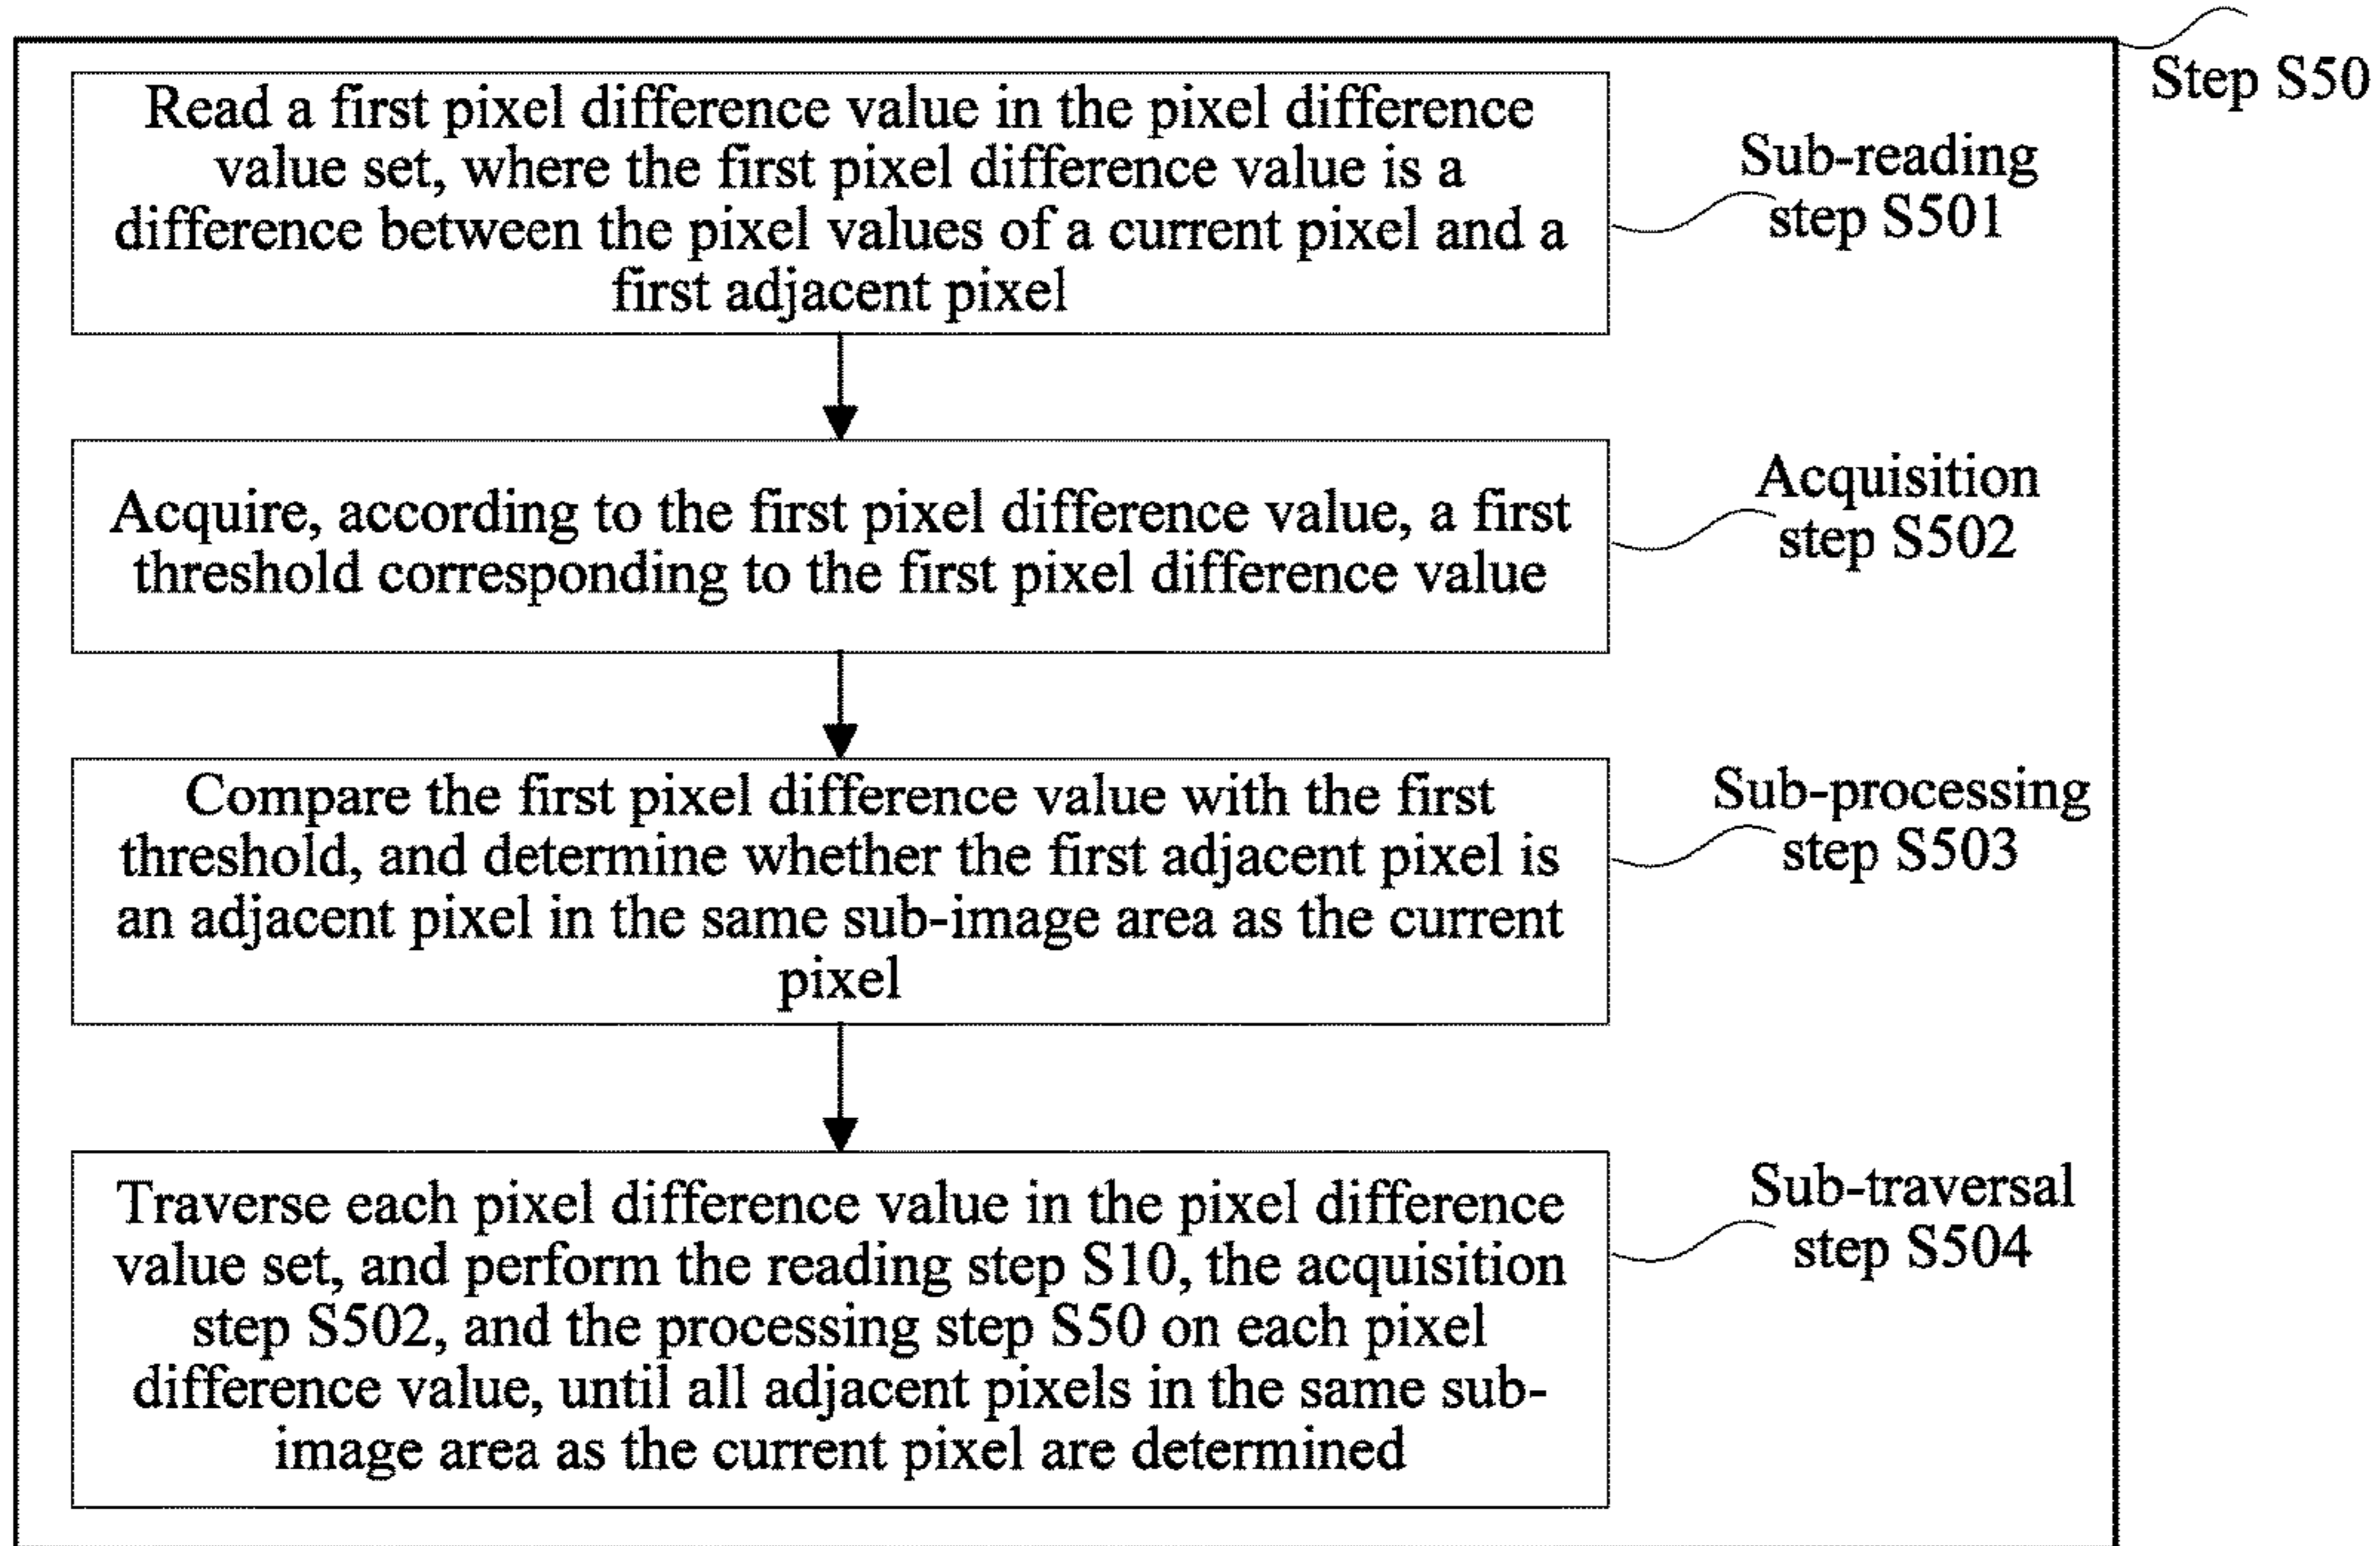 Step S50
Read a first pixel difference value in the pixel difference
value set, where the first pixel difference value is a
difference between the pixel values of a current pixel and a
first adjacent pixel
Sub-reading
step S501
Acquire, according to the first pixel difference value, a first
threshold corresponding to the first pixel difference value
Acquisition
step S502
Compare the first pixel difference value with the first
threshold, and determine whether the first adjacent pixel is
an adjacent pixel in the same sub-image area as the current
pixel
Sub-processing
step S503
Traverse each pixel difference value in the pixel difference
value set, and perform the reading step S10, the acquisition
step S502, and the processing step S50 on each pixel
difference value, until all adjacent pixels in the same sub-
image area as the current pixel are determined
Sub-traversal
step S504